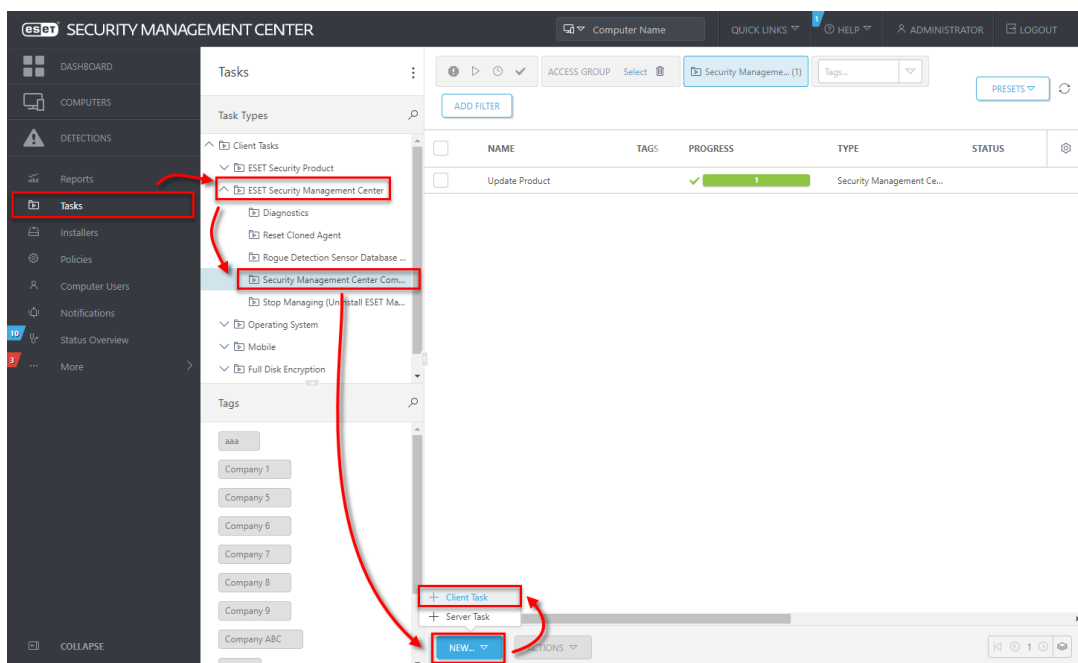 eset SECURITY MANAGEMENT CENTER
Computer Name
QUICK LINKS
1
HELP
ADMINISTRATOR
LOGOUT
DASHBOARD
COMPUTERS
DETECTIONS
Reports
Tasks
Installers
Policies
Computer Users
Notifications
10
Status Overview
3
More
COLLAPSE
Tasks
Task Types
Client Tasks
ESET Security Product
ESET Security Management Center
Diagnostics
Reset Cloned Agent
Rogue Detection Sensor Database ...
Security Management Center Com...
Stop Managing (Uninstall ESET Ma...
Operating System
Mobile
Full Disk Encryption
Tags
aaa
Company 1
Company 5
Company 6
Company 7
Company 8
Company 9
Company ABC
ACCESS GROUP Select
Security Manageme... (1)
Tags...
PRESETS
ADD FILTER
NAME TAGS PROGRESS TYPE STATUS
Update Product 1 Security Management Ce...
+ Client Task
+ Server Task
NEW...
ACTIONS
1